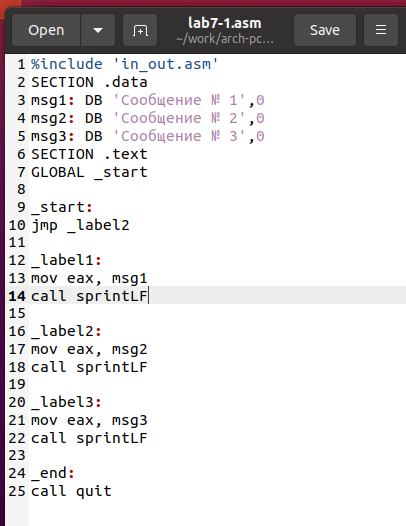 Open
lab7-1.asm
~/work/arch-pc...
Save
1 %include 'in_out.asm'
2 SECTION .data
3 msg1: DB 'Сообщение № 1',0
4 msg2: DB 'Сообщение № 2',0
5 msg3: DB 'Сообщение № 3',0
6 SECTION .text
7 GLOBAL _start
8
9 _start:
10 jmp _label2
11
12 _label1:
13 mov eax, msg1
14 call sprintLF
15
16 _label2:
17 mov eax, msg2
18 call sprintLF
19
20 _label3:
21 mov eax, msg3
22 call sprintLF
23
24 _end:
25 call quit